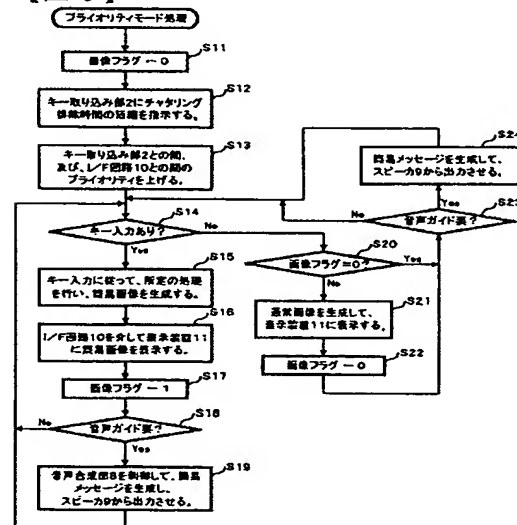 プライオリティモード処理
S11
画像フラグ ← 0
S12
キー取り込み部2にチャタリング
排除時間の短縮を指示する。
S13
キー取り込み部2との間、
及び、I/F回路10との間の
プライオリティを上げる。
S14
キー入力あり?
No
Yes
S15
キー入力に従って、所定の処理
を行い、簡易画像を生成する。
S16
I/F回路10を介して表示装置11
に簡易画像を表示する。
S17
画像フラグ ← 1
S18
音声ガイド要?
No
Yes
S19
音声合成部8を制御して、簡易
メッセージを生成し、
スピーカ9から出力させる。
S20
画像フラグ=0?
Yes
No
S21
通常画像を生成して、
表示装置11に表示する。
S22
画像フラグ ← 0
S23
音声ガイド要?
No
Yes
S24
簡易メッセージを生成して、
スピーカ9から出力させる。